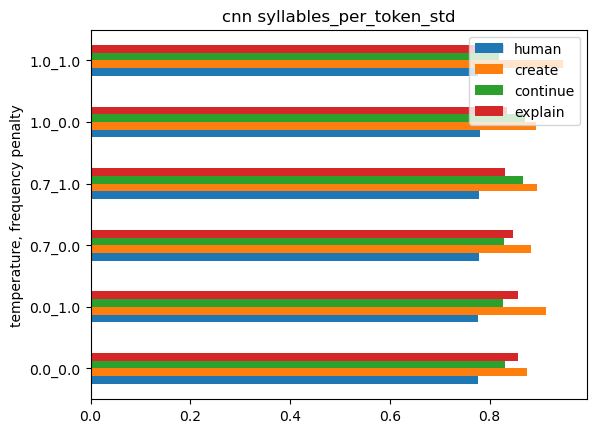 cnn syllables_per_token_std
human
create
continue
explain
temperature, frequency penalty
1.0_1.0
1.0_0.0
0.7_1.0
0.7_0.0
0.0_1.0
0.0_0.0
0.0 0.2 0.4 0.6 0.8